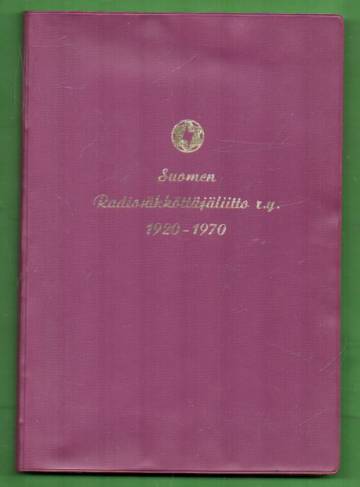 Suomen
Radiosähköttäjäliitto r.y.
1920-1970